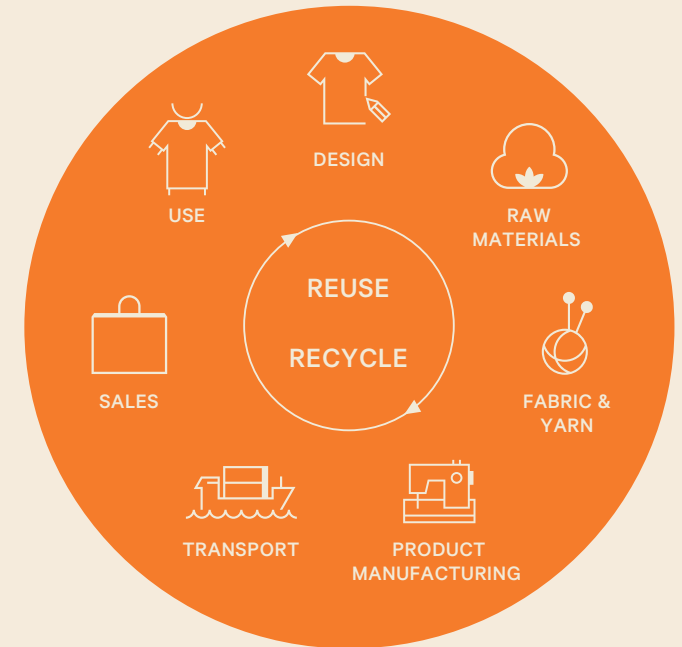 DESIGN
RAW
MATERIALS
FABRIC &
YARN
PRODUCT
MANUFACTURING
TRANSPORT
SALES
USE
REUSE
RECYCLE